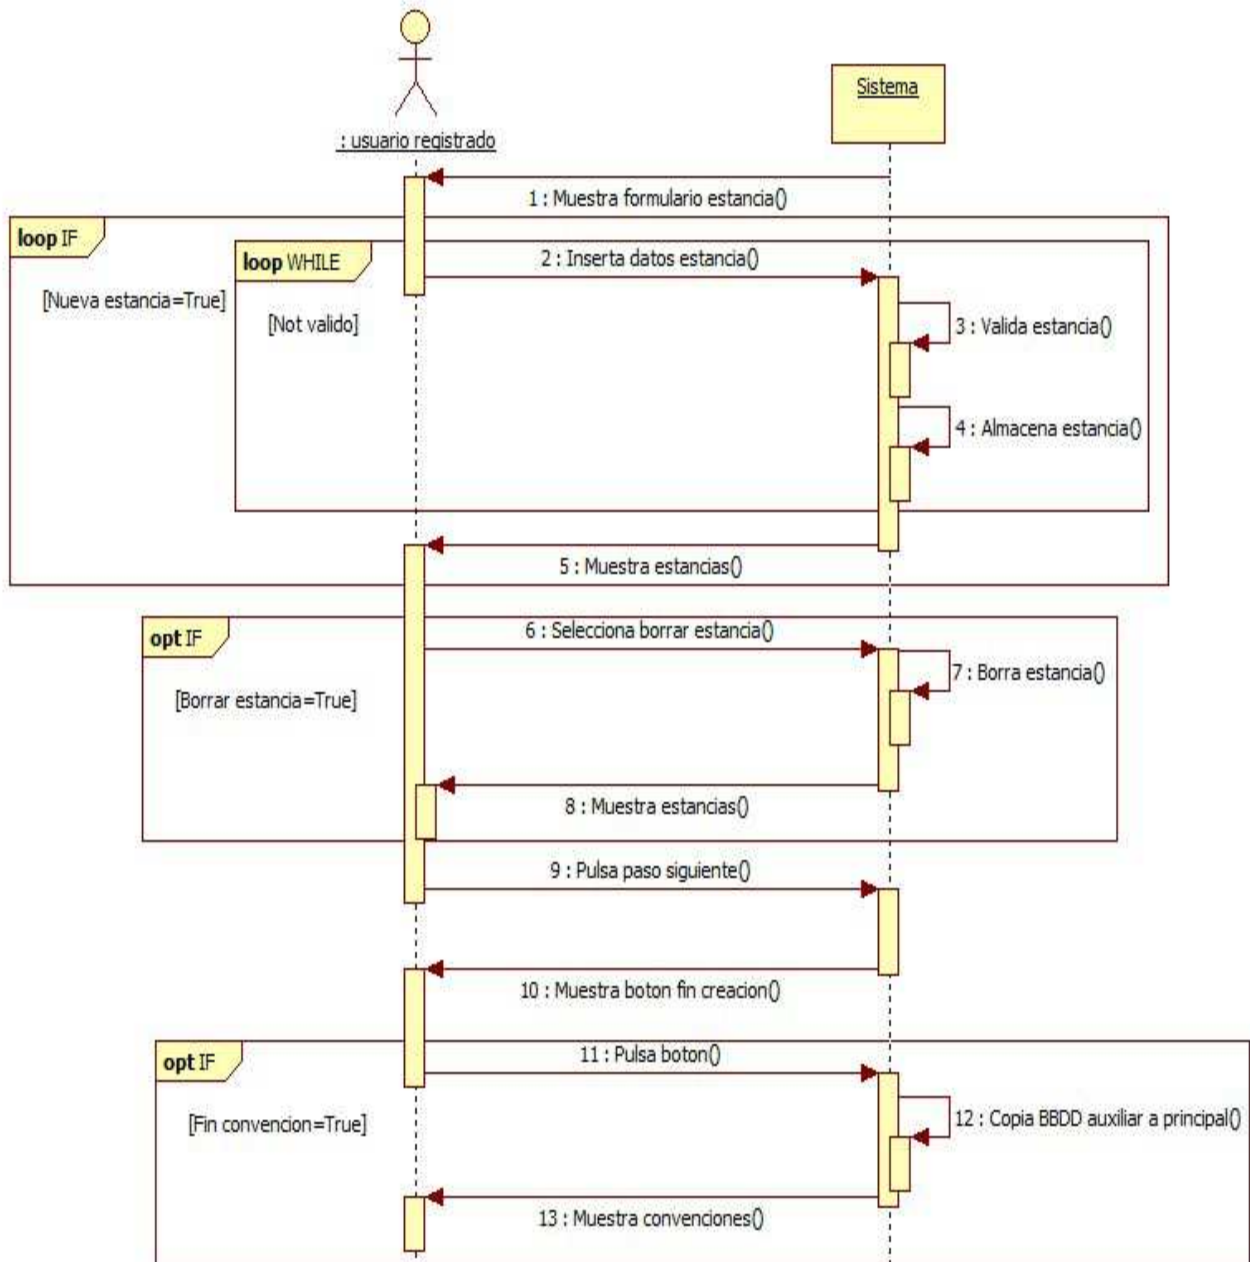 : usuario registrado
Sistema
1 : Muestra formulario estancia()
loop IF
[Nueva estancia=True]
loop WHILE
[Not valido]
2 : Inserta datos estancia()
3 : Valida estancia()
4 : Almacena estancia()
5 : Muestra estancias()
opt IF
[Borrar estancia=True]
6 : Selecciona borrar estancia()
7 : Borra estancia()
8 : Muestra estancias()
9 : Pulsa paso siguiente()
10 : Muestra boton fin creacion()
opt IF
[Fin convencion=True]
11 : Pulsa boton()
12 : Copia BBDD auxiliar a principal()
13 : Muestra convenciones()